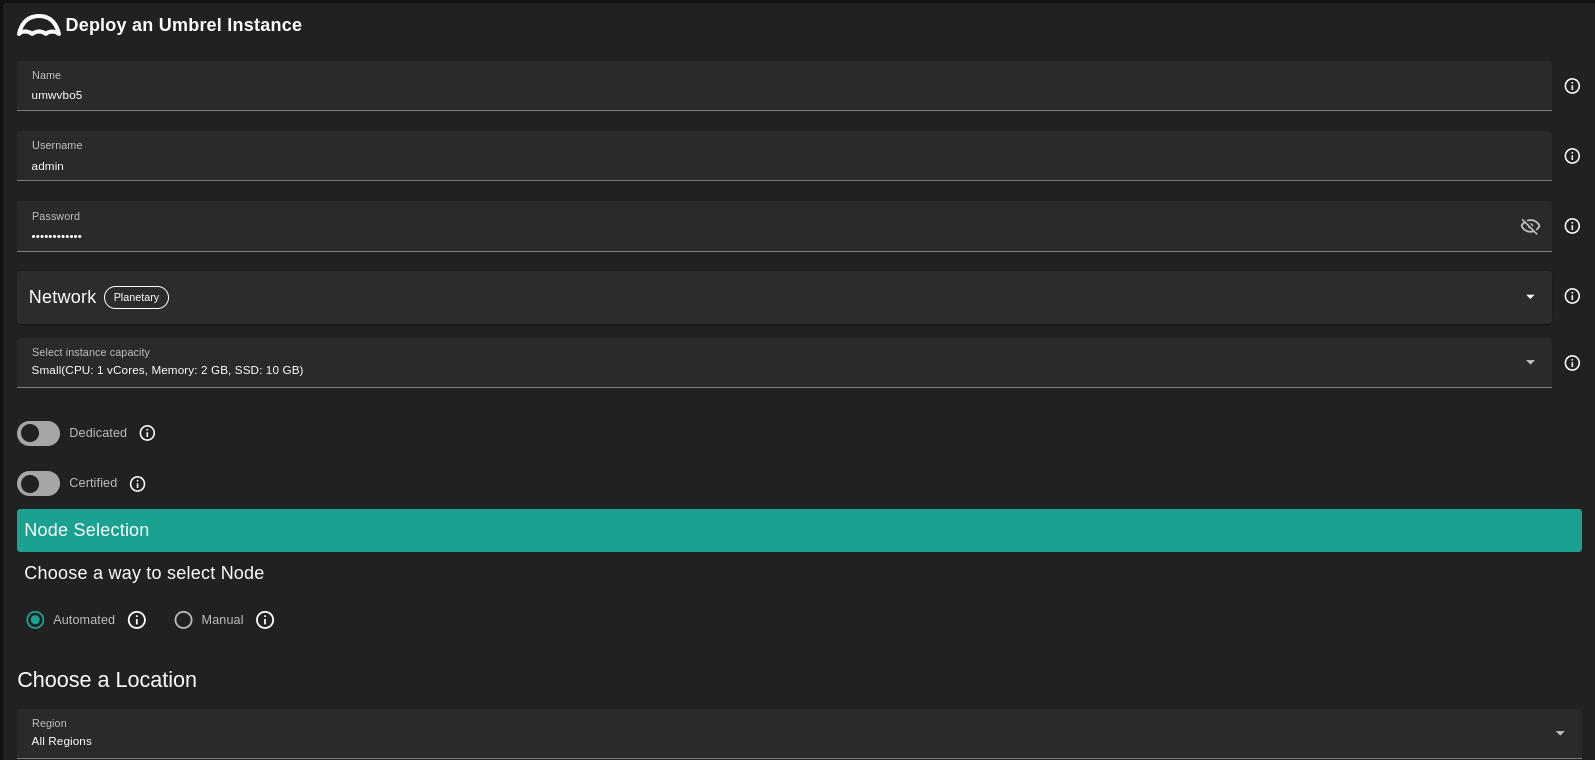 Deploy an Umbrel Instance
Name
umwvbo5
Username
admin
Password
••••••••••••
Network Planetary
Select instance capacity
Small(CPU: 1 vCores, Memory: 2 GB, SSD: 10 GB)
Dedicated
Certified
Node Selection
Choose a way to select Node
Automated Manual
Choose a Location
Region
All Regions